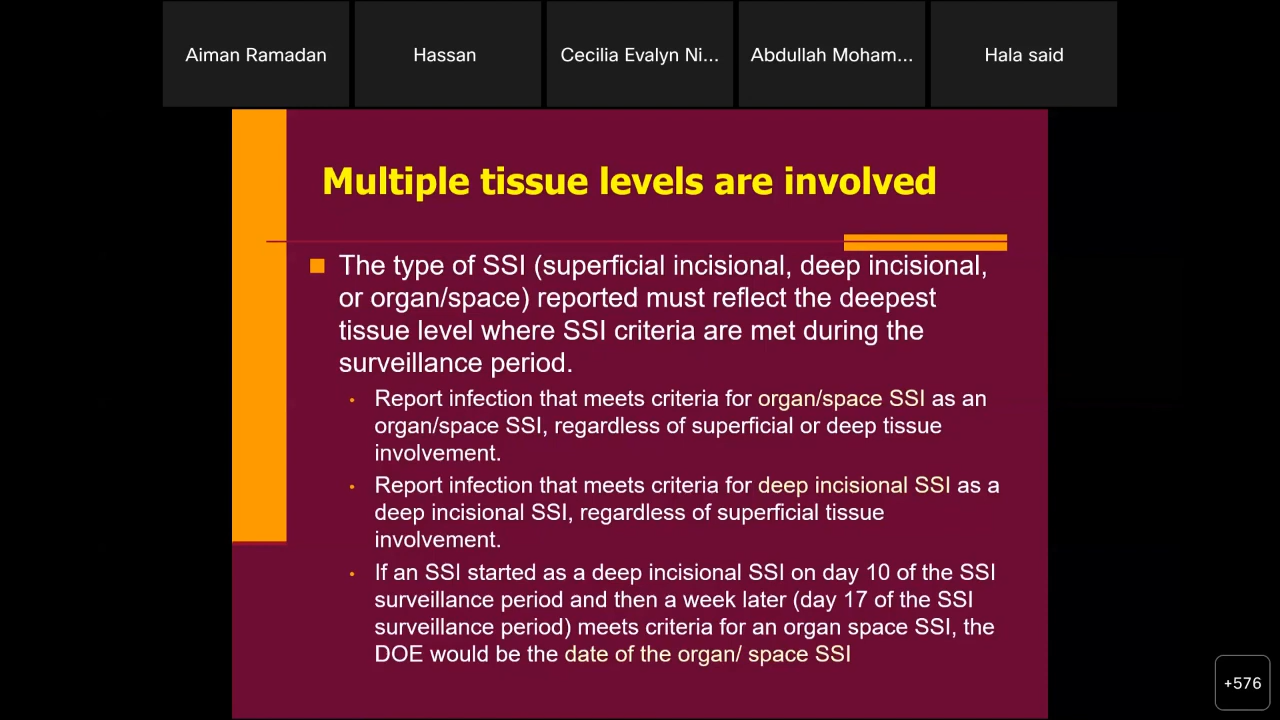 Aiman Ramadan
Hassan
Cecilia Evalyn Ni...
Abdullah Moham...
Hala said
Multiple tissue levels are involved
The type of SSI (superficial incisional, deep incisional,
or organ/space) reported must reflect the deepest
tissue level where SSI criteria are met during the
surveillance period.
Report infection that meets criteria for organ/space SSI as an
organ/space SSI, regardless of superficial or deep tissue
involvement.
Report infection that meets criteria for deep incisional SSI as a
deep incisional SSI, regardless of superficial tissue
involvement.
If an SSI started as a deep incisional SSI on day 10 of the SSI
surveillance period and then a week later (day 17 of the SSI
surveillance period) meets criteria for an organ space SSI, the
DOE would be the date of the organ/ space SSI
+576